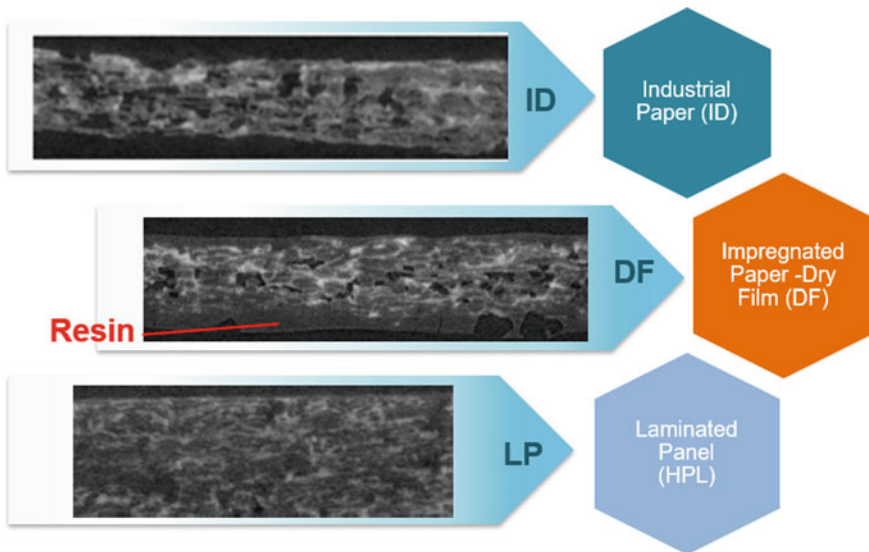 ID
Industrial
Paper (ID)
DF
Impregnated
Paper -Dry
Film (DF)
Resin
LP
Laminated
Panel
(HPL)